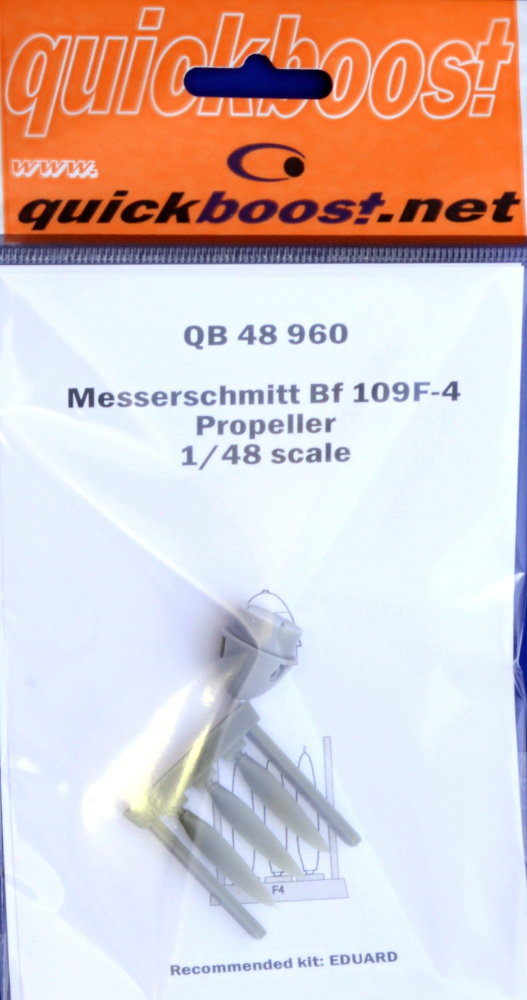 quickboost
www.
quickboost.net
QB 48 960
Messerschmitt Bf 109F-4
Propeller
1/48 scale
F4
Recommended kit: EDUARD